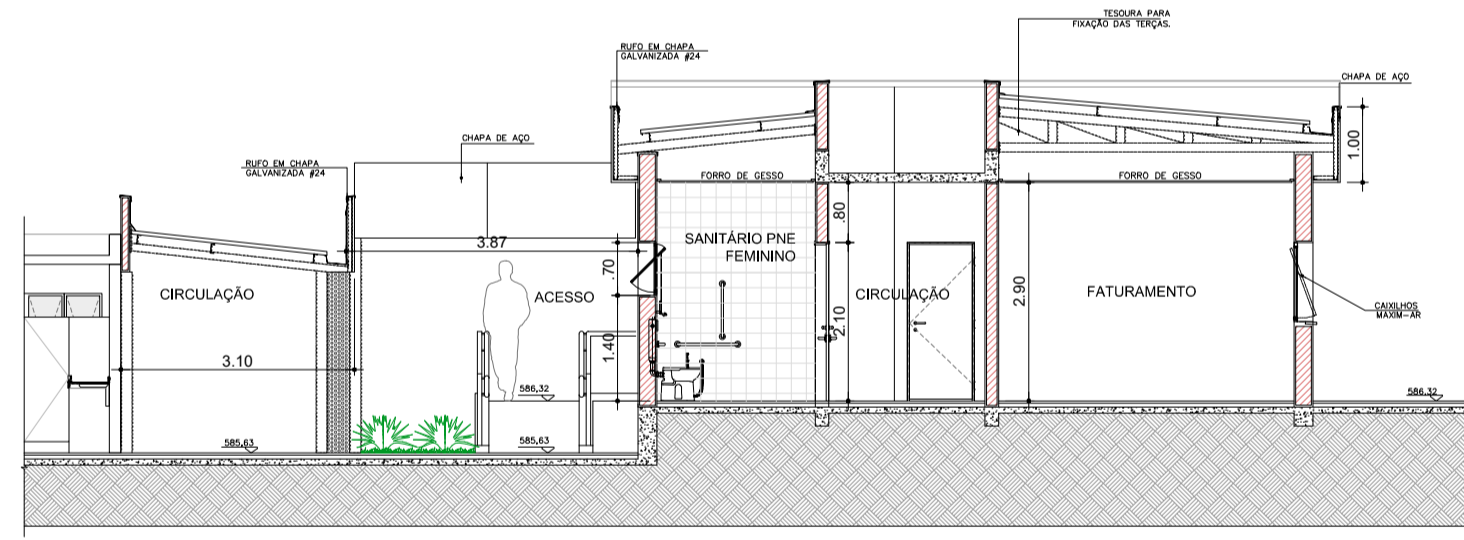 TESOURA PARA
FIXAÇÃO DAS TERÇAS.
RUFO EM CHAPA
GALVANIZADA #24
CHAPA DE AÇO
CHAPA DE AÇO
1.00
RUFO EM CHAPA
GALVANIZADA #24
FORRO DE GESSO
FORRO DE GESSO
.80
3.87
SANITÁRIO PNE
FEMININO
.70
CIRCULAÇÃO
ACESSO
CIRCULAÇÃO
2.90
FATURAMENTO
CAIXILHOS
MAXIM-AR
2.10
1.40
3.10
586,32
586,32
585,63
585,63